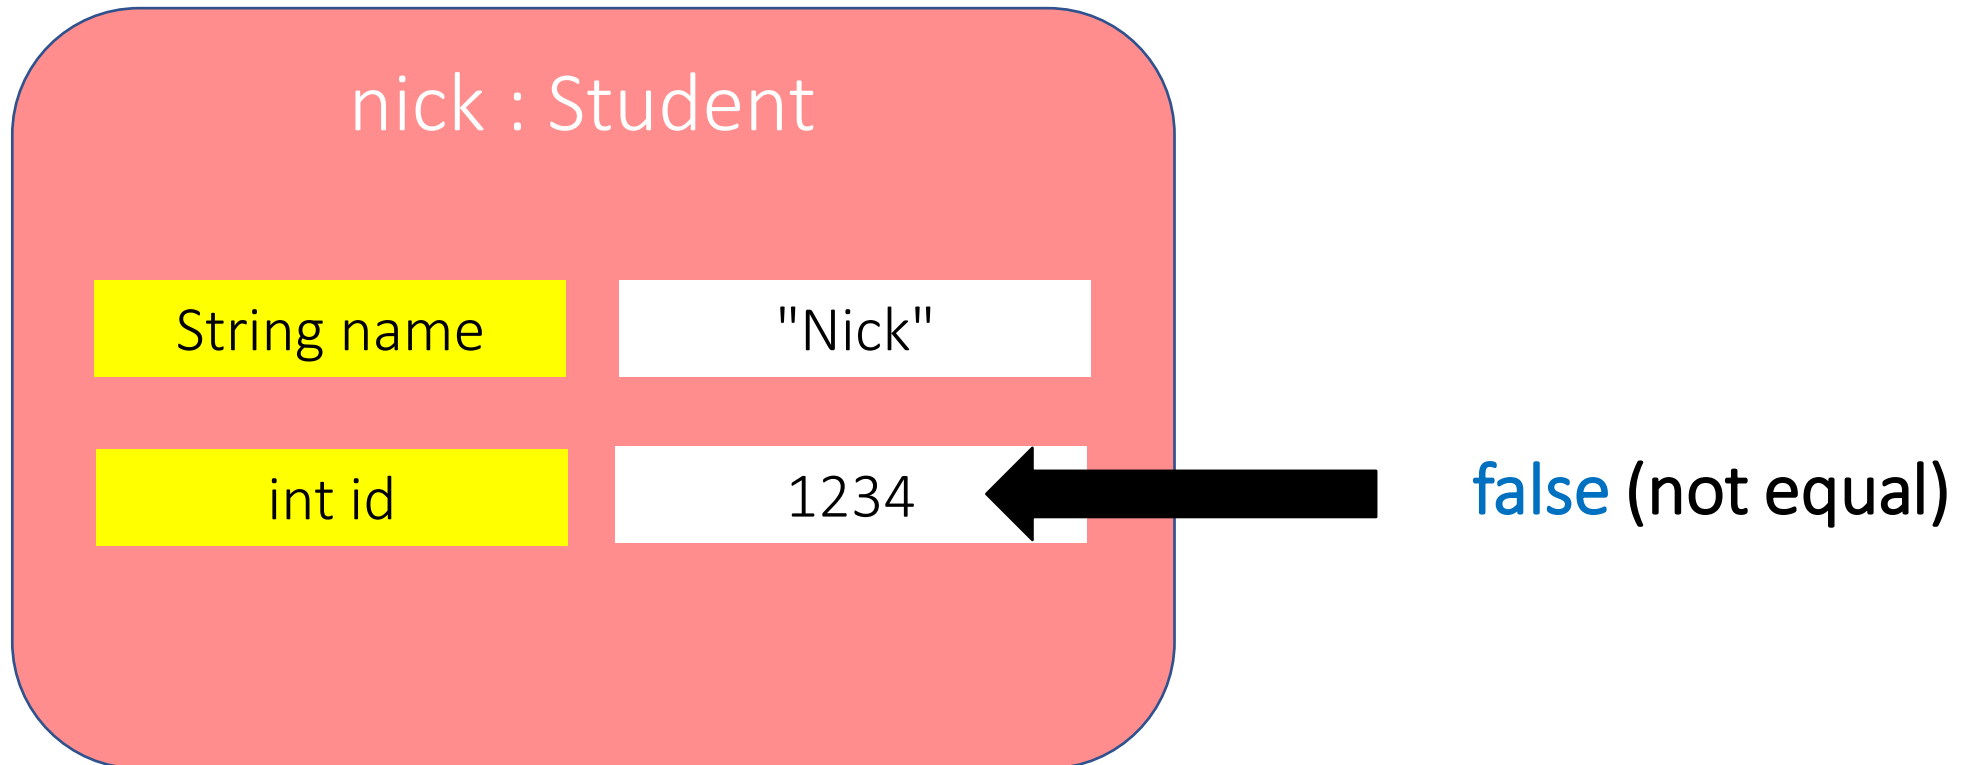 nick : Student
String name
"Nick"
int id
1234
false (not equal)